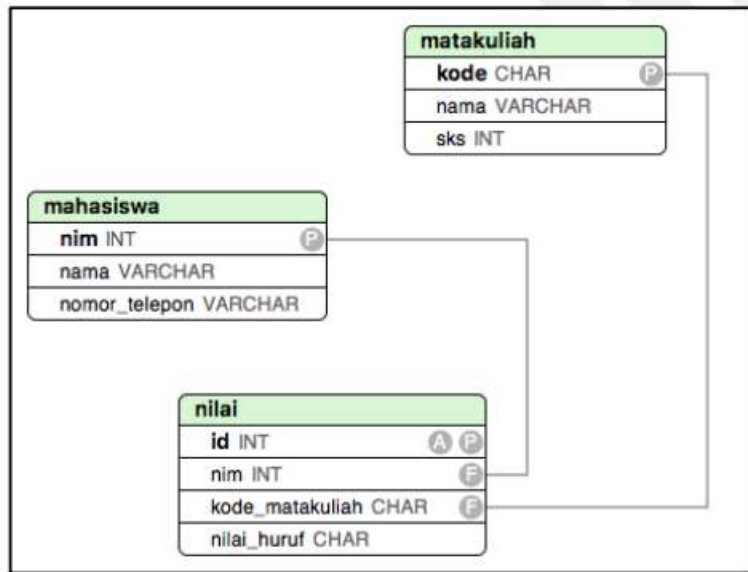 matakuliah
kode CHAR P
nama VARCHAR
sks INT
mahasiswa
nim INT P
nama VARCHAR
nomor_telepon VARCHAR
nilai
id INT A P
nim INT F
kode_matakuliah CHAR F
nilai_huruf CHAR